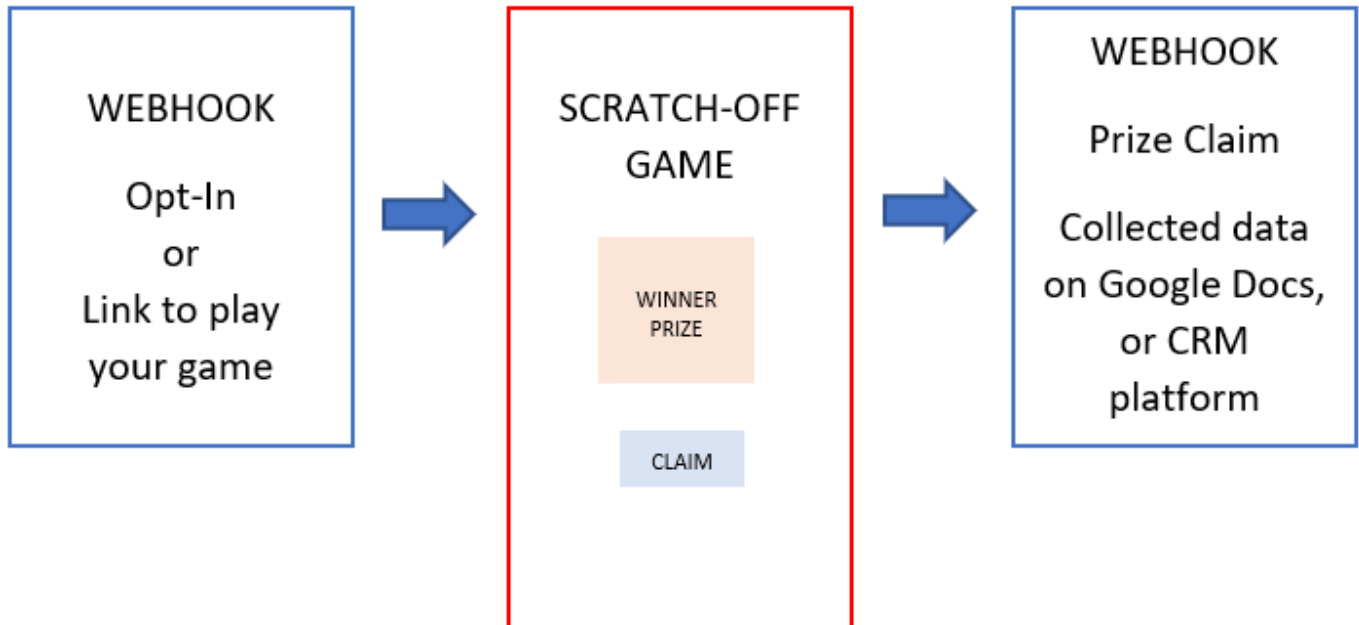 WEBHOOK
Opt-In
or
Link to play
your game
SCRATCH-OFF
GAME
WINNER
PRIZE
CLAIM
WEBHOOK
Prize Claim
Collected data
on Google Docs,
or CRM
platform